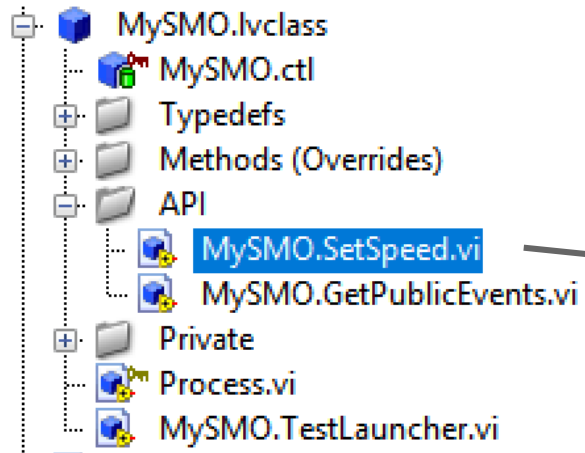 MySMO.lvclass
MySMO.ctl
Typedefs
Methods (Overrides)
API
MySMO.SetSpeed.vi
MySMO.GetPublicEvents.vi
Private
Process.vi
MySMO.TestLauncher.vi